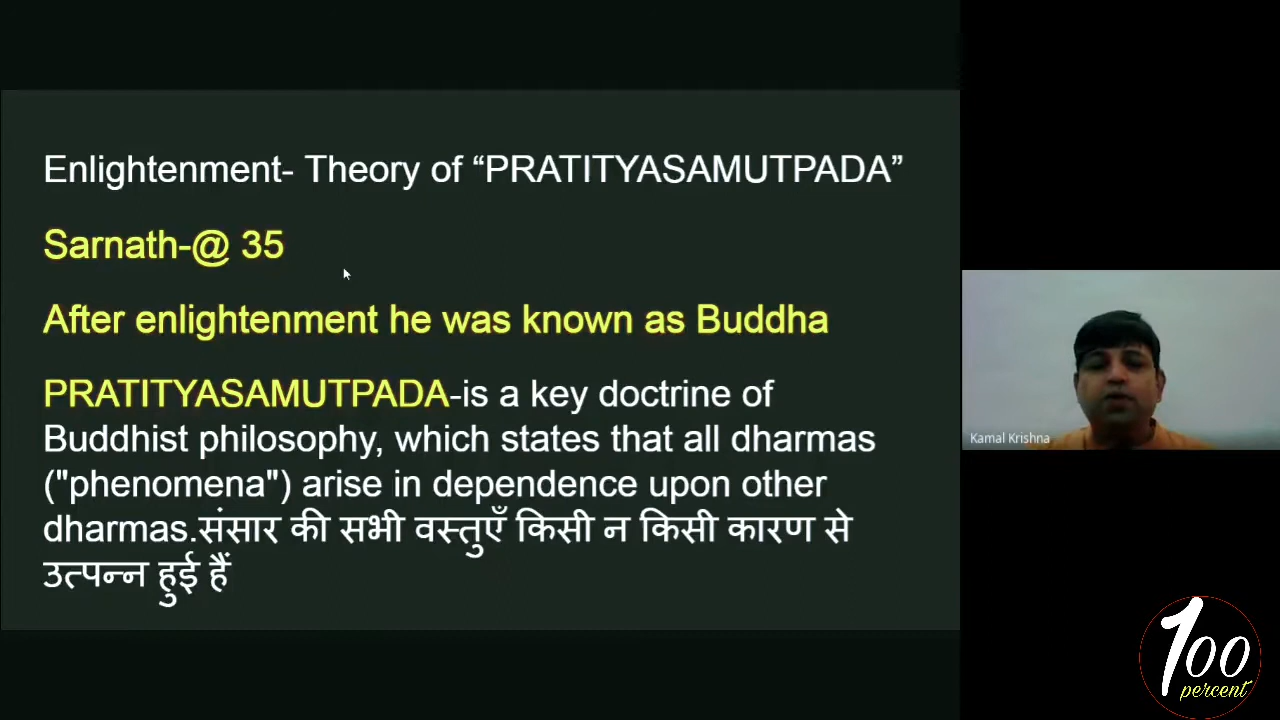 Enlightenment- Theory of “PRATITYASAMUTPADA”
Sarnath-@ 35
After enlightenment he was known as Buddha
PRATITYASAMUTPADA-is a key doctrine of
Buddhist philosophy, which states that all dharmas
("phenomena") arise in dependence upon other
dharmas.संसार की सभी वस्तुएँ किसी न किसी कारण से
उत्पन्न हुई हैं
Kamal Krishna
100
percent